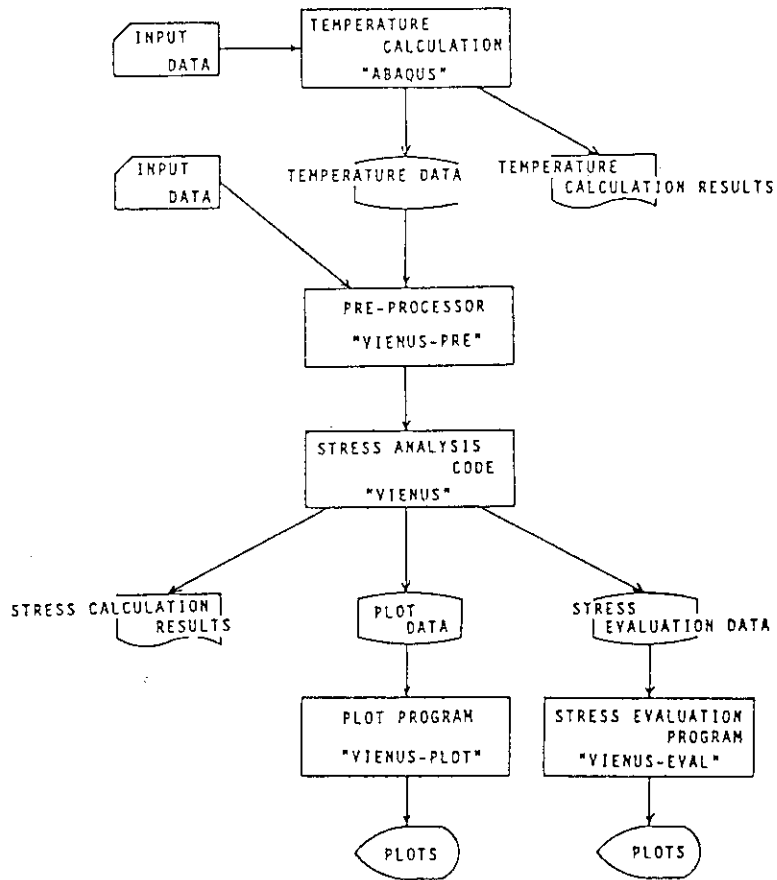 INPUT
DATA
TEMPERATURE
CALCULATION
"ABAQUS"
INPUT
DATA
TEMPERATURE DATA
TEMPERATURE
CALCULATION RESULTS
PRE-PROCESSOR
"VIENUS-PRE"
STRESS ANALYSIS
CODE
"VIENUS"
STRESS CALCULATION
RESULTS
PLOT
DATA
STRESS
EVALUATION DATA
PLOT PROGRAM
"VIENUS-PLOT"
STRESS EVALUATION
PROGRAM
"VIENUS-EVAL"
PLOTS
PLOTS